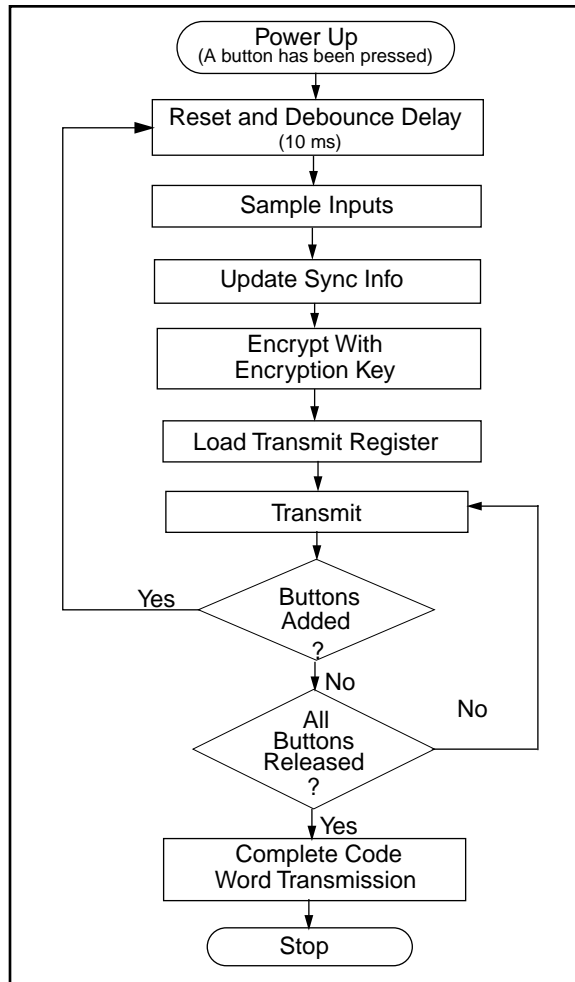 Power Up
(A button has been pressed)
Reset and Debounce Delay
(10 ms)
Sample Inputs
Update Sync Info
Encrypt With
Encryption Key
Load Transmit Register
Transmit
Yes
Buttons
Added
?
No
All
Buttons
Released
?
No
Yes
Complete Code
Word Transmission
Stop